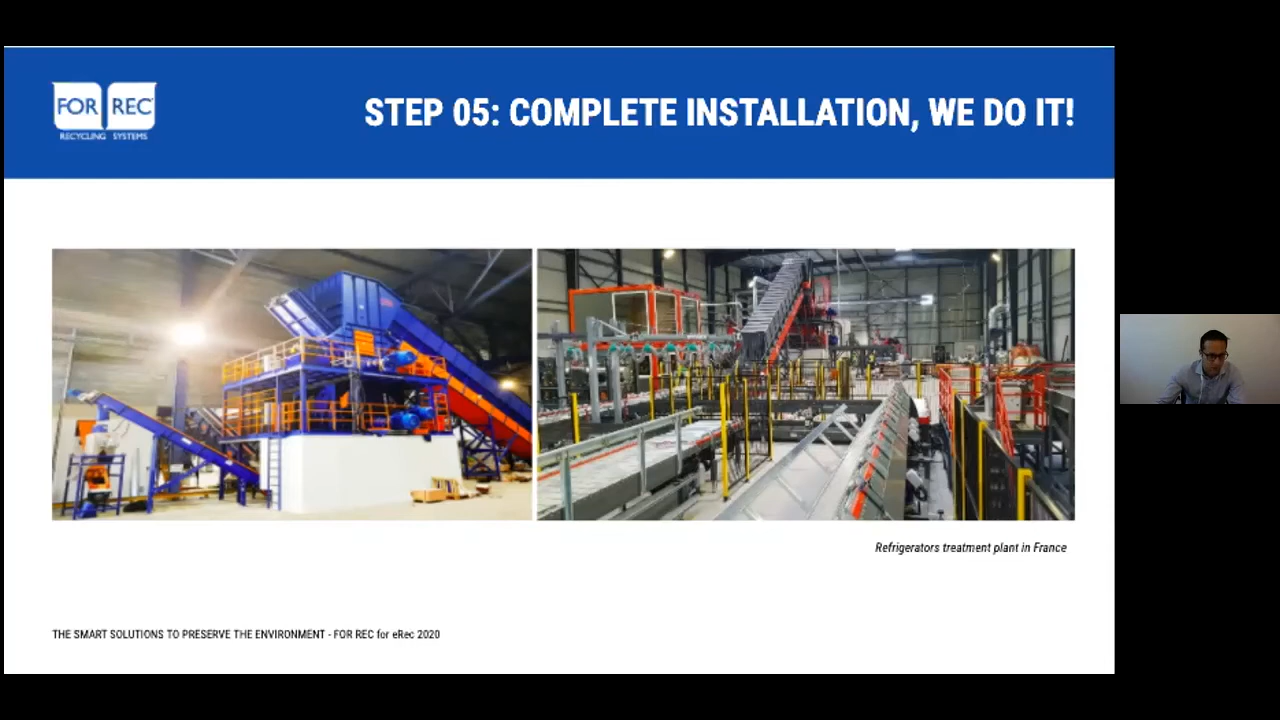 FOR REC
RECYCLING SYSTEMS
STEP 05: COMPLETE INSTALLATION, WE DO IT!
Refrigerators treatment plant in France
THE SMART SOLUTIONS TO PRESERVE THE ENVIRONMENT - FOR REC for eRec 2020